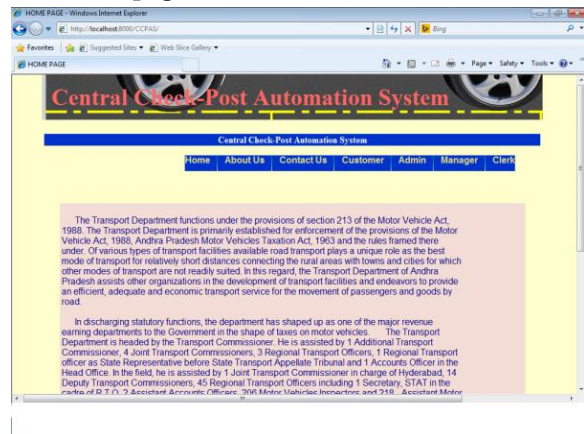 HOME PAGE - Windows Internet Explorer
http://localhost:8000/CCPAS/
Bing
Favorites Suggested Sites Web Slice Gallery
HOME PAGE
Page Safety Tools
Central Check-Post Automation System
Central Check-Post Automation System
Home About Us Contact Us Customer Admin Manager Clerk
The Transport Department functions under the provisions of section 213 of the Motor Vehicle Act,
1988. The Transport Department is primarily established for enforcement of the provisions of the Motor
Vehicle Act, 1988, Andhra Pradesh Motor Vehicles Taxation Act, 1963 and the rules framed there
under. Of various types of transport facilities available road transport plays a unique role as the best
mode of transport for relatively short distances connecting the rural areas with towns and cities for which
other modes of transport are not readily suited. In this regard, the Transport Department of Andhra
Pradesh assists other organizations in the development of transport facilities and endeavors to provide
an efficient, adequate and economic transport service for the movement of passengers and goods by
road.
In discharging statutory functions, the department has shaped up as one of the major revenue
earning departments to the Government in the shape of taxes on motor vehicles. The Transport
Department is headed by the Transport Commissioner. He is assisted by 1 Additional Transport
Commissioner, 4 Joint Transport Commissioners, 3 Regional Transport Officers, 1 Regional Transport
officer as State Representative before State Transport Appellate Tribunal and 1 Accounts Officer in the
Head Office. In the field, he is assisted by 1 Joint Transport Commissioner in charge of Hyderabad, 14
Deputy Transport Commissioners, 45 Regional Transport Officers including 1 Secretary, STAT in the
cadre of R.T.O, 2 Assistant Accounts Officers, 206 Motor Vehicles Inspectors and 218 Assistant Motor